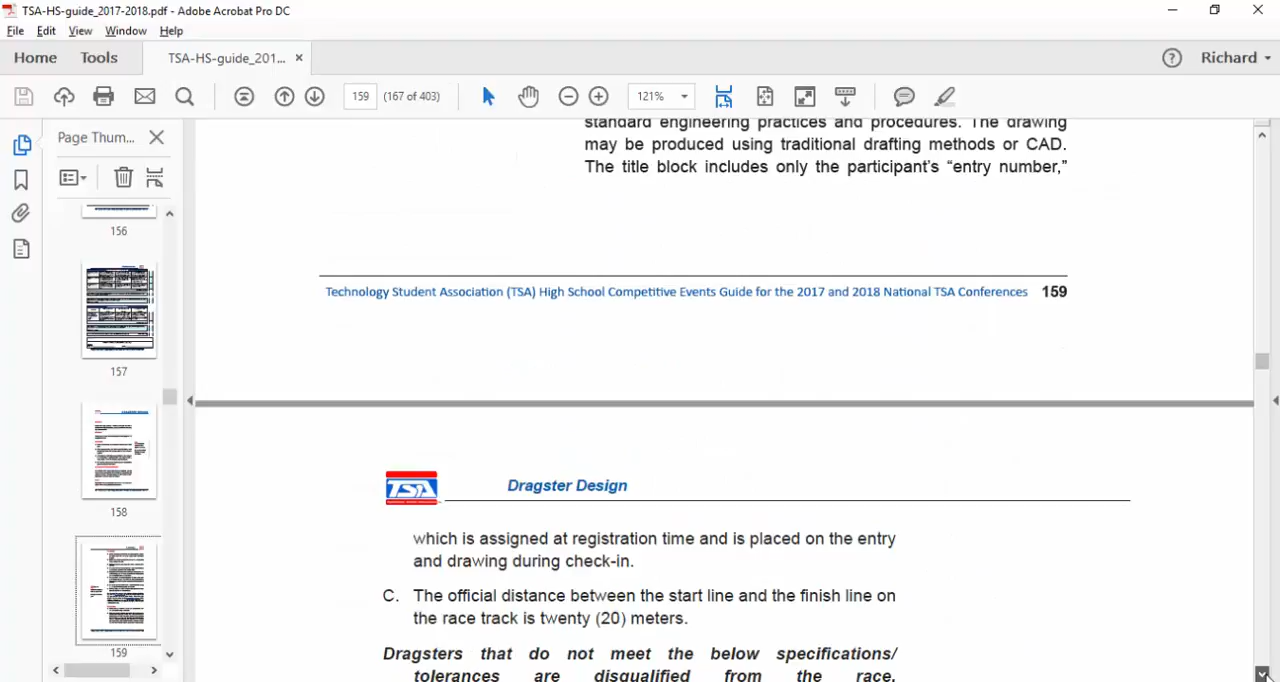 TSA-HS-guide_2017-2018.pdf - Adobe Acrobat Pro DC
File Edit View Window Help
Home Tools TSA-HS-guide_201... × Richard
159 (167 of 403) 121%
Page Thum...
standard engineering practices and procedures. The drawing
may be produced using traditional drafting methods or CAD.
The title block includes only the participant's “entry number,”
156
157
158
159
Technology Student Association (TSA) High School Competitive Events Guide for the 2017 and 2018 National TSA Conferences 159
TSA Dragster Design
which is assigned at registration time and is placed on the entry
and drawing during check-in.
C. The official distance between the start line and the finish line on
the race track is twenty (20) meters.
Dragsters that do not meet the below specifications/
tolerances are disqualified from the race.